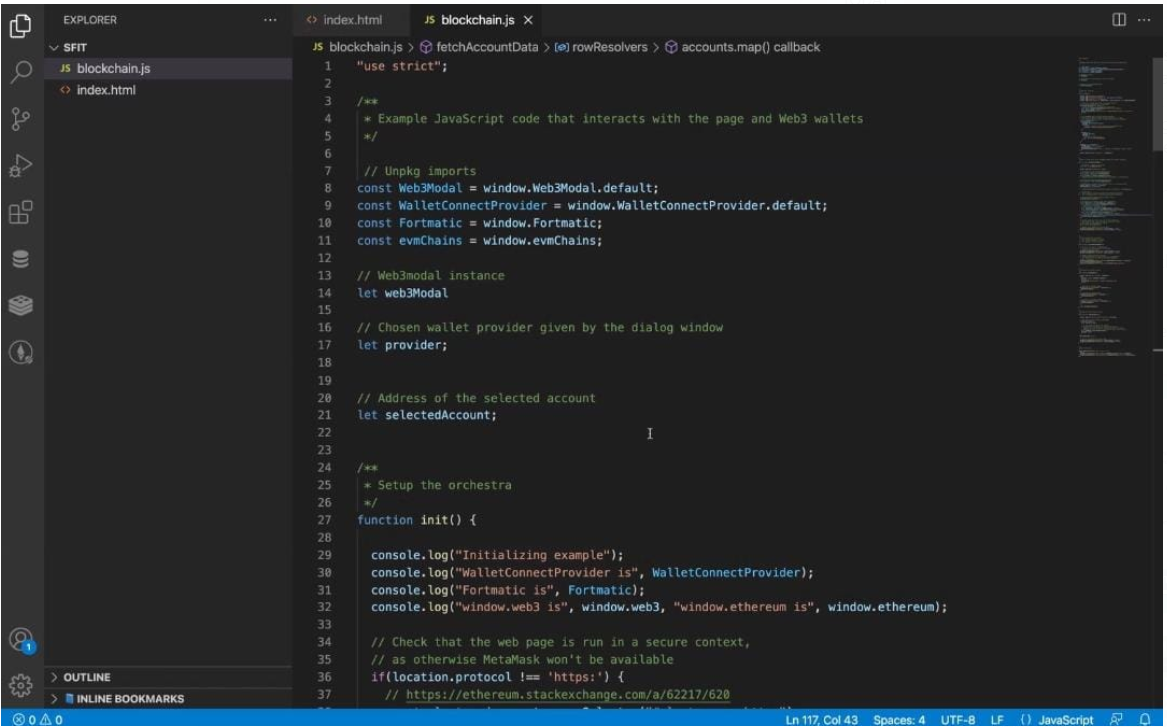 EXPLORER
SFIT
JS blockchain.js
<> index.html
OUTLINE
INLINE BOOKMARKS
<> index.html
JS blockchain.js ×
JS blockchain.js > fetchAccountData > rowResolvers > accounts.map() callback
1 "use strict";
2
3 /**
4 * Example JavaScript code that interacts with the page and Web3 wallets
5 */
6
7 // Unpkg imports
8 const Web3Modal = window.Web3Modal.default;
9 const WalletConnectProvider = window.WalletConnectProvider.default;
10 const Fortmatic = window.Fortmatic;
11 const evmChains = window.evmChains;
12
13 // Web3modal instance
14 let web3Modal
15
16 // Chosen wallet provider given by the dialog window
17 let provider;
18
19
20 // Address of the selected account
21 let selectedAccount;
22
23
24 /**
25 * Setup the orchestra
26 */
27 function init() {
28
29 console.log("Initializing example");
30 console.log("WalletConnectProvider is", WalletConnectProvider);
31 console.log("Fortmatic is", Fortmatic);
32 console.log("window.web3 is", window.web3, "window.ethereum is", window.ethereum);
33
34 // Check that the web page is run in a secure context,
35 // as otherwise MetaMask won't be available
36 if(location.protocol !== 'https:') {
37 // https://ethereum.stackexchange.com/a/62217/620
1
0 0
Ln 117, Col 43 Spaces: 4 UTF-8 LF {} JavaScript